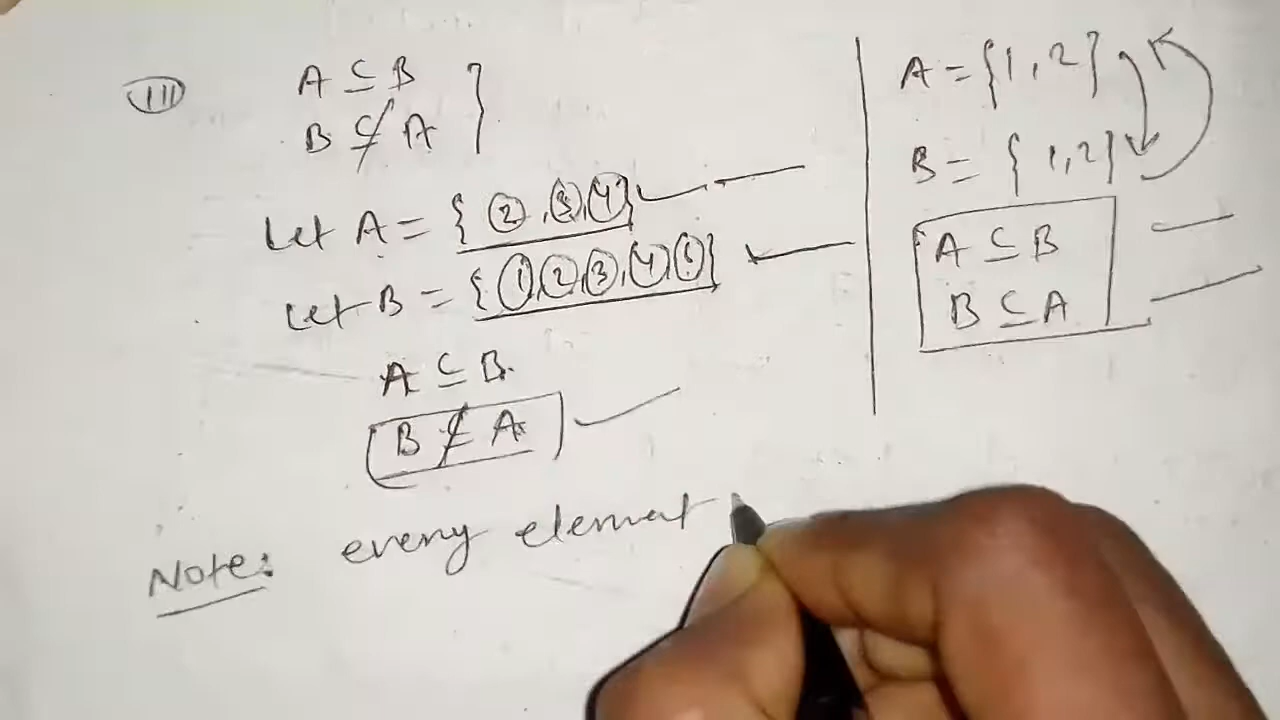 (III)
A ⊆ B
B ⊈ A
Let A = { 2, 3, 4 }
Let B = { 1, 2, 3, 4, 5 }
A ⊆ B.
B ⊈ A
Note: every element
A = { 1, 2 }
B = { 1, 2 }
A ⊆ B
B ⊆ A